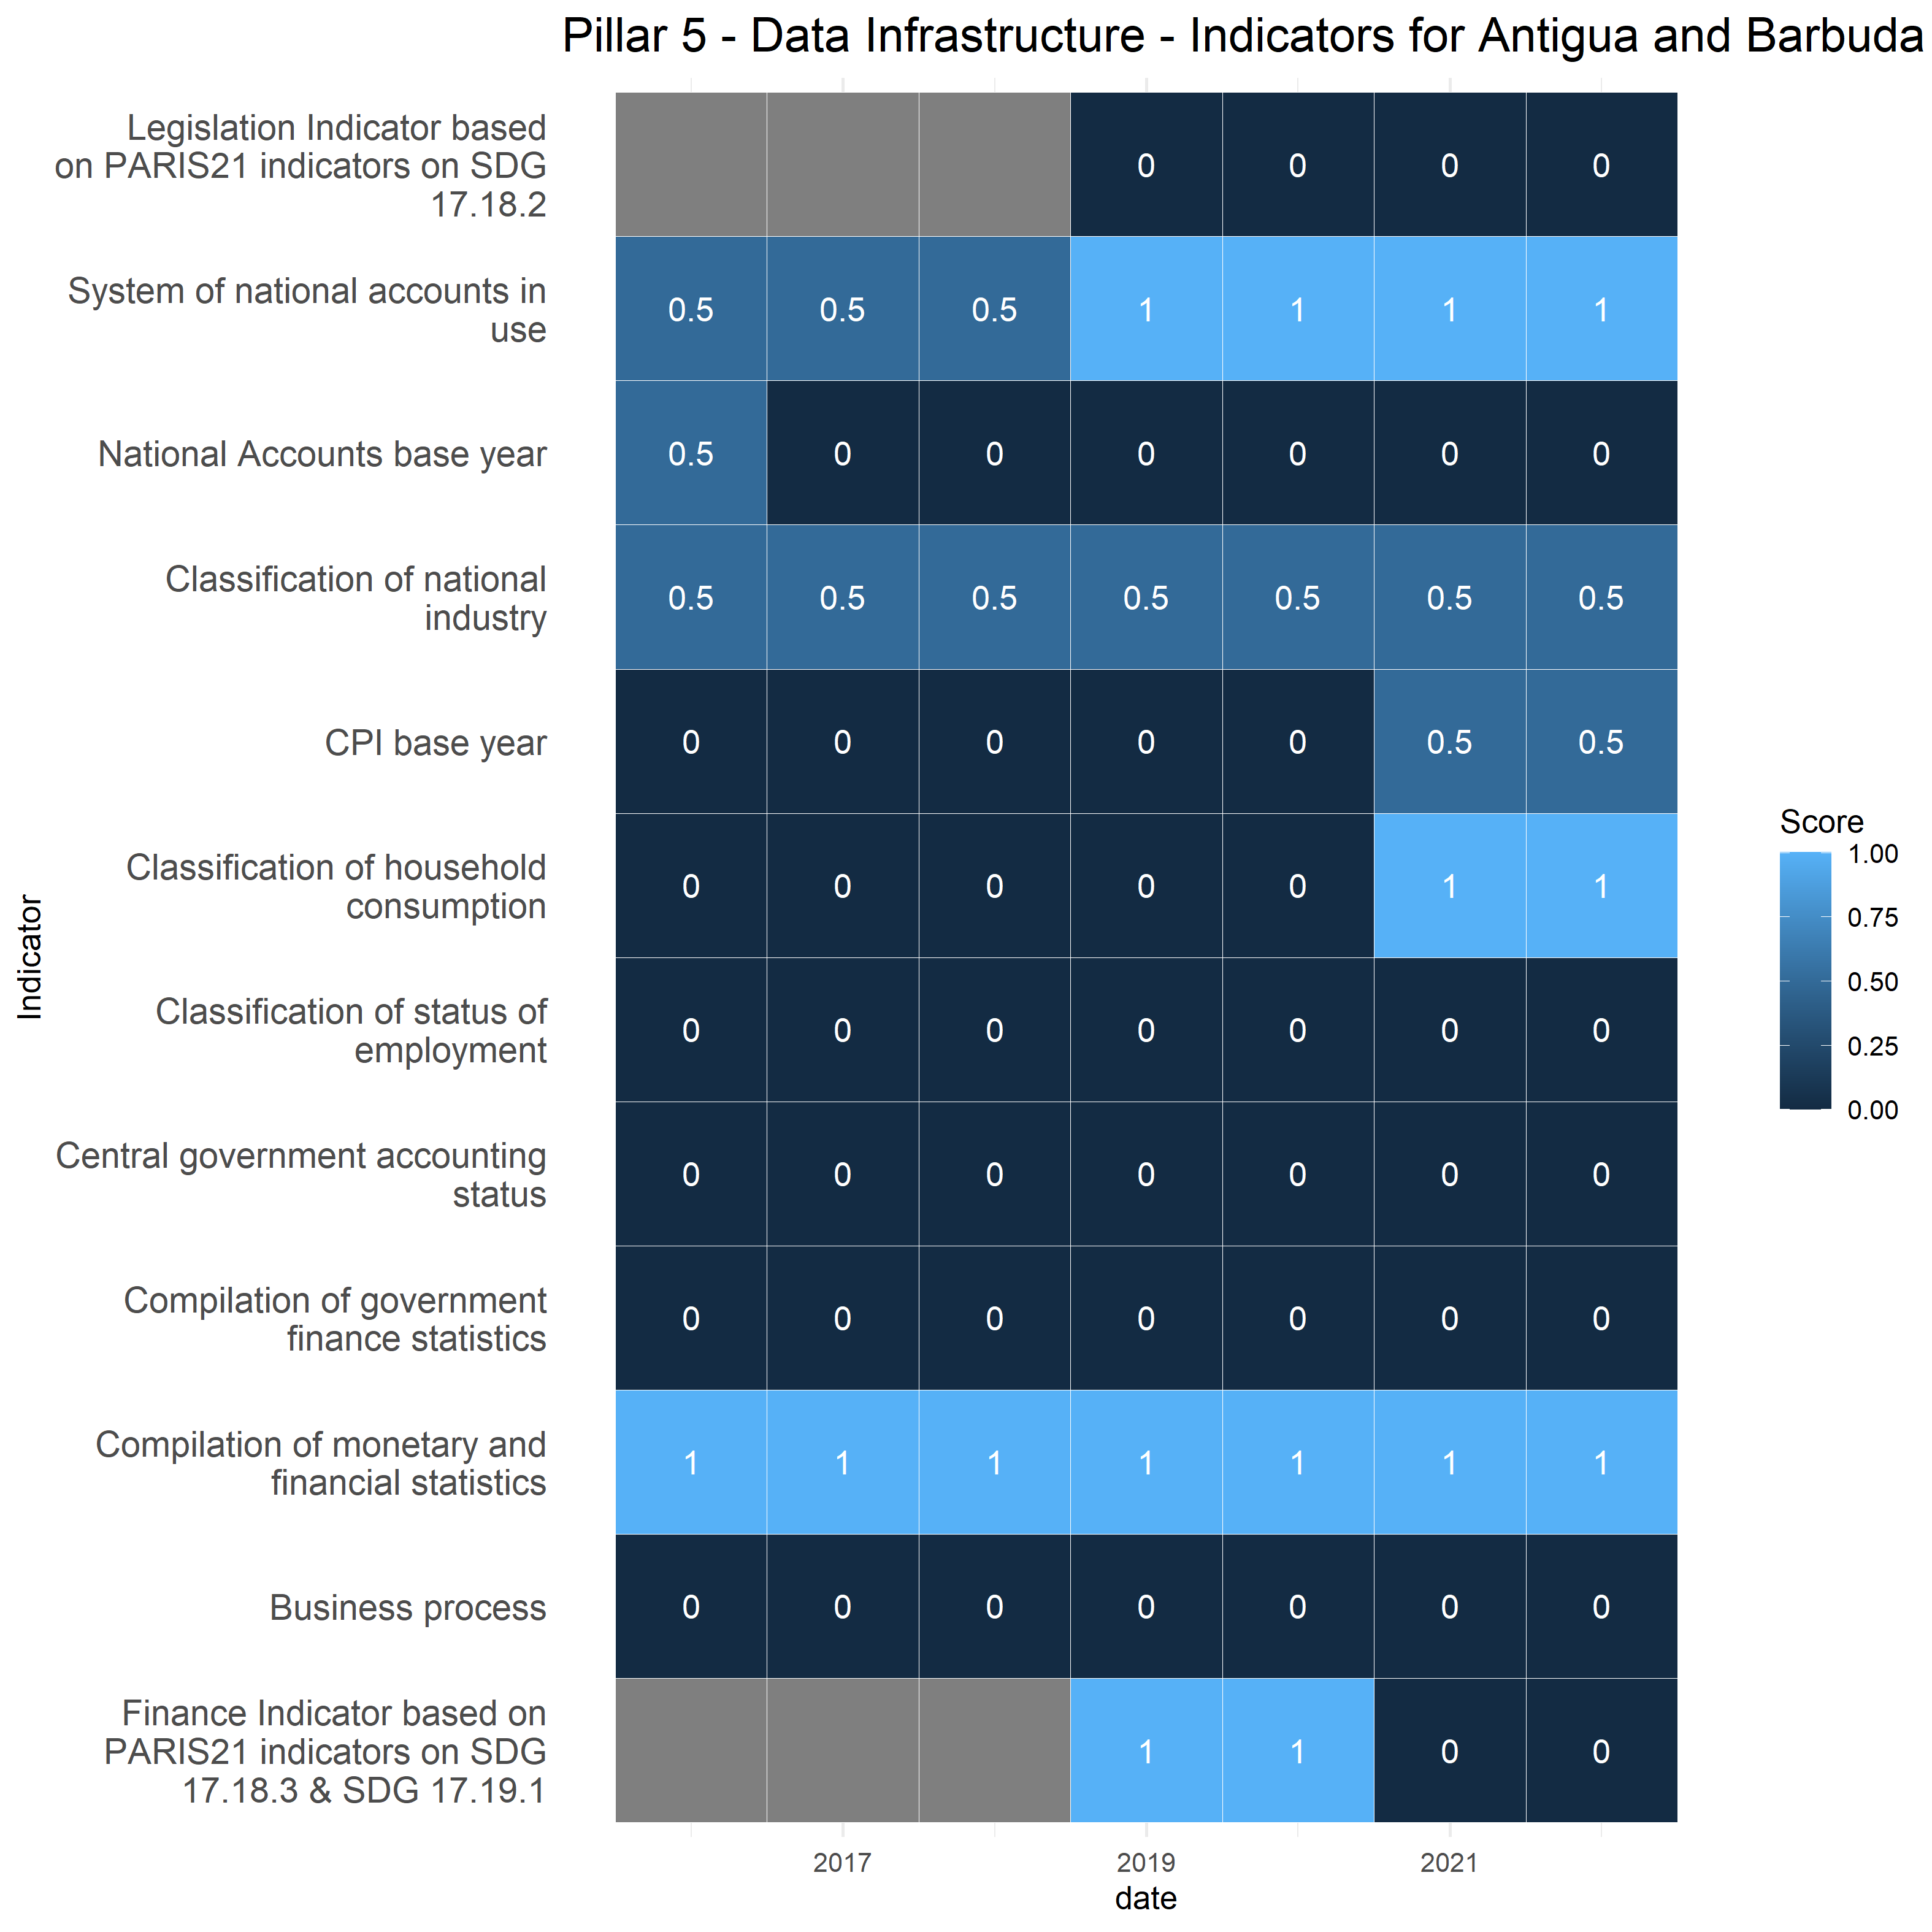 Pillar 5 - Data Infrastructure - Indicators for Antigua and Barbuda
Legislation Indicator based
on PARIS21 indicators on SDG
17.18.2
0 0 0 0
System of national accounts in
use
0.5 0.5 0.5 1 1 1 1
National Accounts base year
0.5 0 0 0 0 0 0
Classification of national
industry
0.5 0.5 0.5 0.5 0.5 0.5 0.5
CPI base year
0 0 0 0 0 0.5 0.5
Classification of household
consumption
0 0 0 0 0 1 1
Classification of status of
employment
0 0 0 0 0 0 0
Central government accounting
status
0 0 0 0 0 0 0
Compilation of government
finance statistics
0 0 0 0 0 0 0
Compilation of monetary and
financial statistics
1 1 1 1 1 1 1
Business process
0 0 0 0 0 0 0
Finance Indicator based on
PARIS21 indicators on SDG
17.18.3 & SDG 17.19.1
1 1 0 0
2017 2019 2021
date
Indicator
Score
1.00
0.75
0.50
0.25
0.00